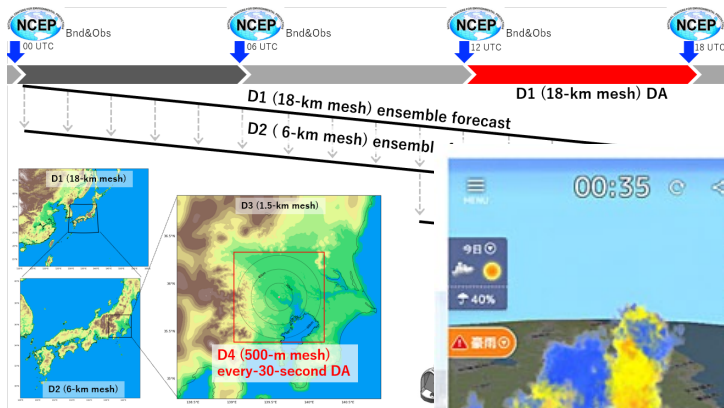 NCEP
NCEP
NCEP
NCEP
Bnd&Obs
Bnd&Obs
Bnd&Obs
00 UTC
06 UTC
12 UTC
18 UTC
D1 (18-km mesh) DA
D1 (18-km mesh) ensemble forecast
D2 ( 6-km mesh) ensembl
D1 (18-km mesh)
D3 (1.5-km mesh)
D4 (500-m mesh)
every-30-second DA
D2 (6-km mesh)
00:35
MENU
今日
40%
豪雨